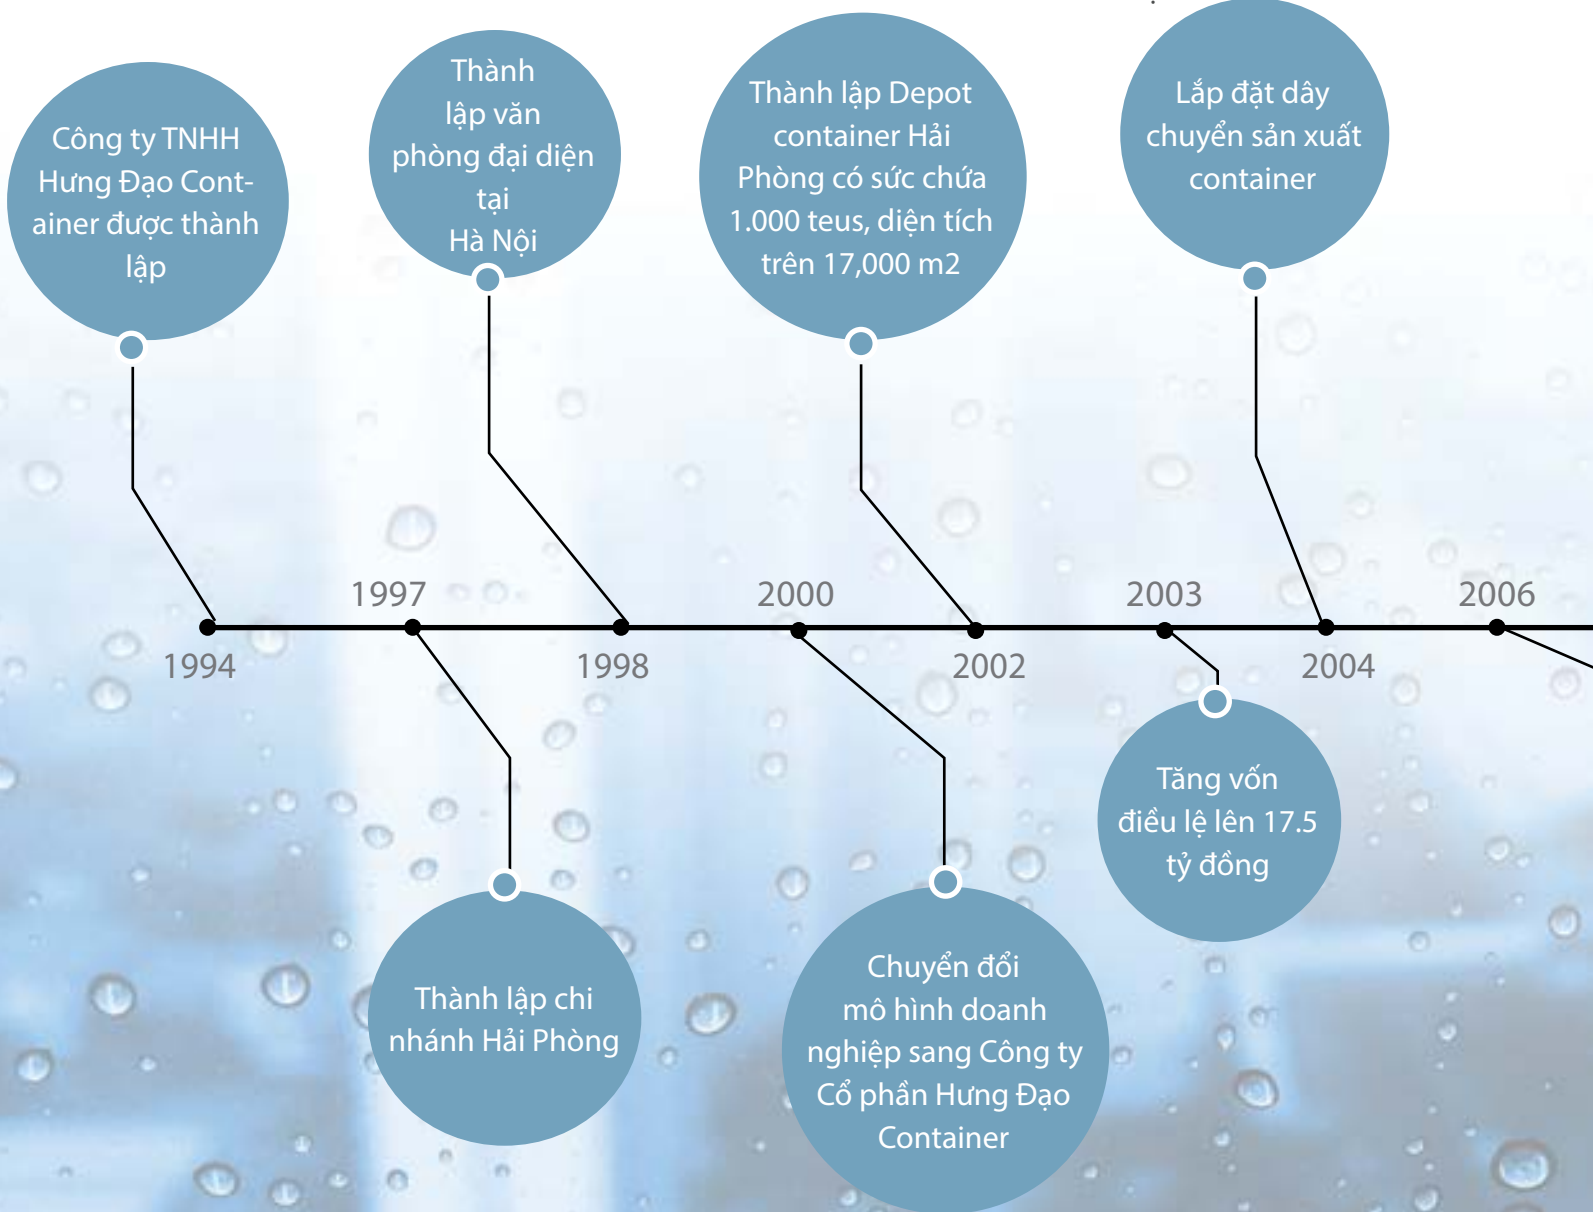 Công ty TNHH
Hưng Đạo Cont-
ainer được thành
lập
Thành
lập văn
phòng đại diện
tại
Hà Nội
Thành lập Depot
container Hải
Phòng có sức chứa
1.000 teus, diện tích
trên 17,000 m2
Lắp đặt dây
chuyển sản xuất
container
1997
2000
2003
2006
1994
1998
2002
2004
Tăng vốn
điều lệ lên 17.5
tỷ đồng
Thành lập chi
nhánh Hải Phòng
Chuyển đổi
mô hình doanh
nghiệp sang Công ty
Cổ phần Hưng Đạo
Container